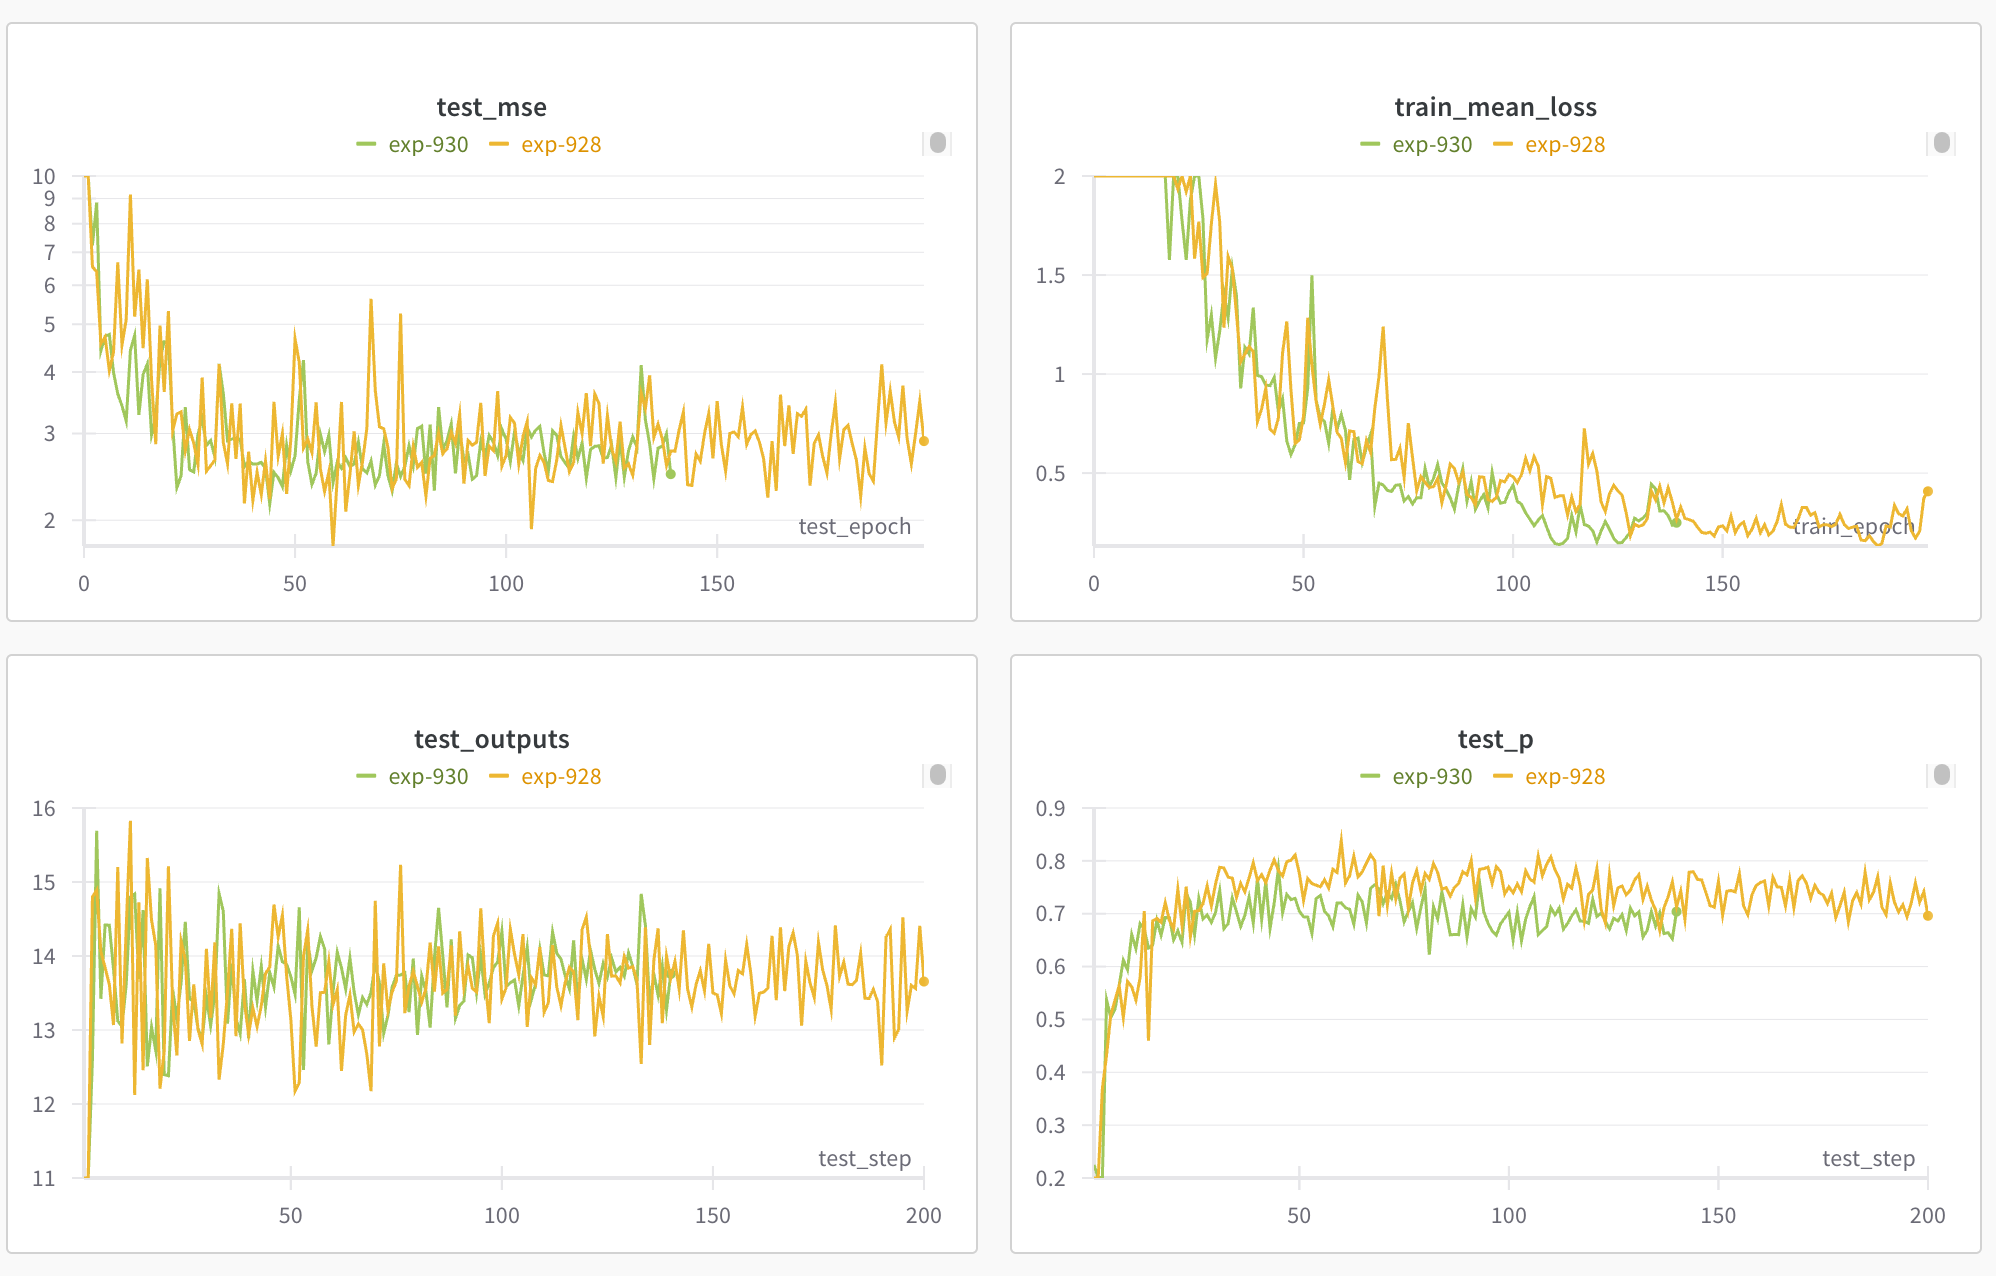 test_mse
exp-930 exp-928
10
9
8
7
6
5
4
3
2
test_epoch
0 50 100 150
train_mean_loss
exp-930 exp-928
2
1.5
1
0.5
train_epoch
0 50 100 150
test_outputs
exp-930 exp-928
16
15
14
13
12
11
test_step
50 100 150 200
test_p
exp-930 exp-928
0.9
0.8
0.7
0.6
0.5
0.4
0.3
0.2
test_step
50 100 150 200